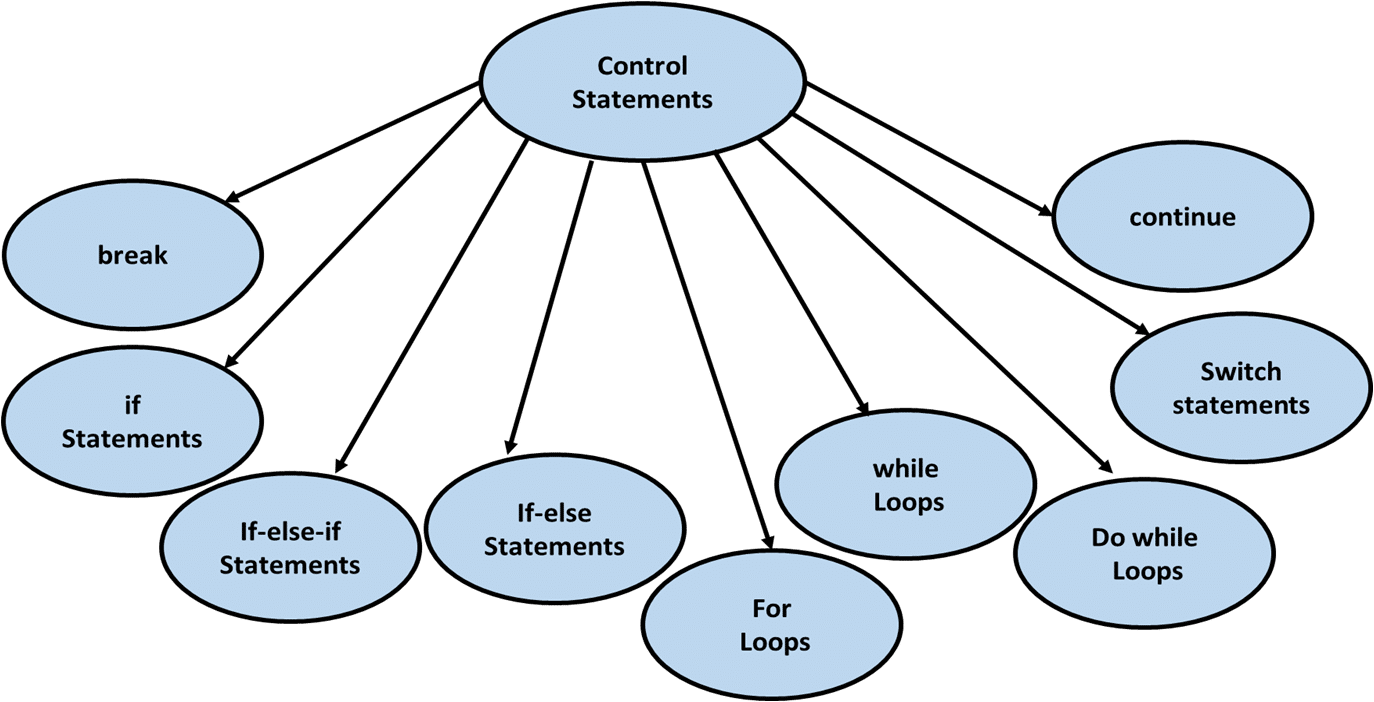 Control
Statements
break
continue
if
Statements
Switch
statements
If-else-if
Statements
If-else
Statements
For
Loops
while
Loops
Do while
Loops